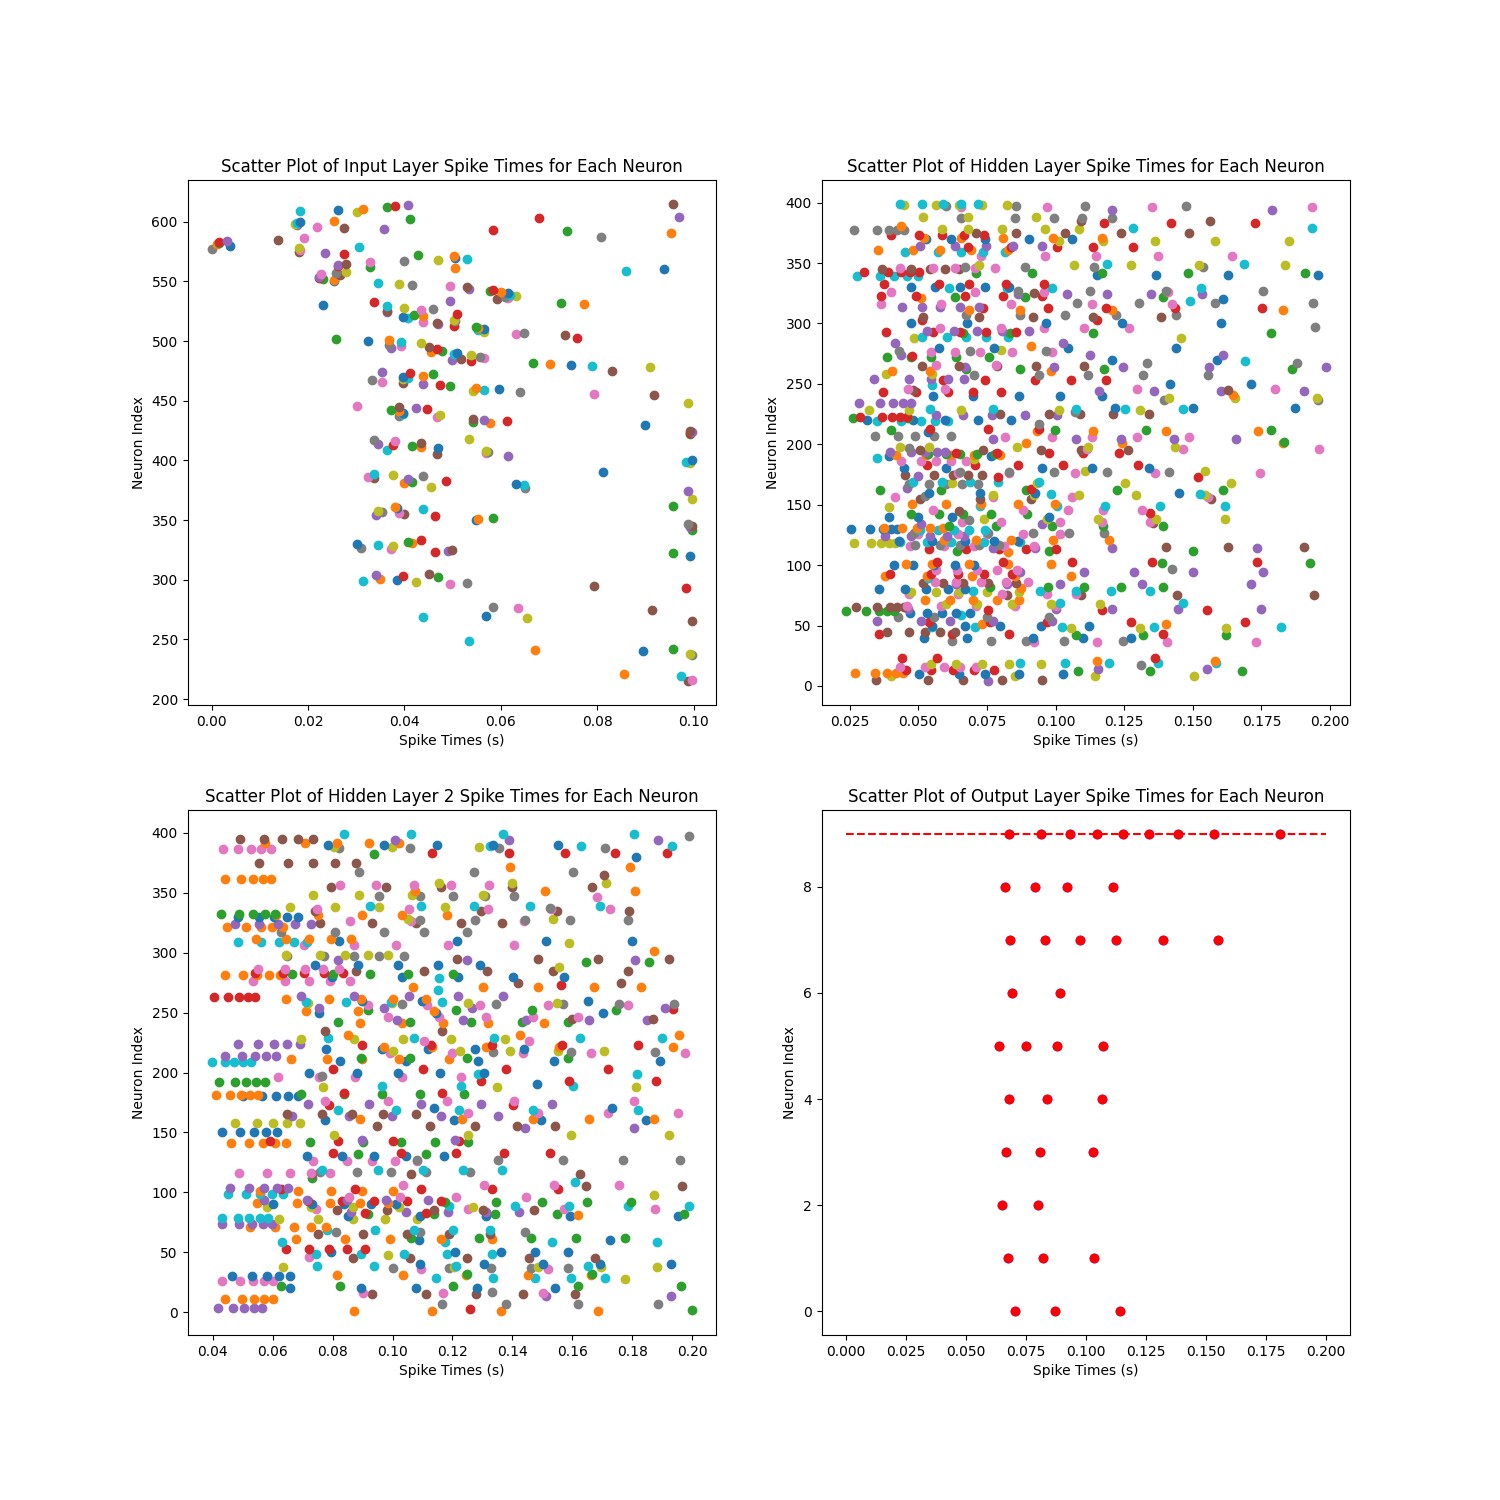 Scatter Plot of Input Layer Spike Times for Each Neuron
600
550
500
450
400
350
300
250
200
Neuron Index
0.00 0.02 0.04 0.06 0.08 0.10
Spike Times (s)
Scatter Plot of Hidden Layer Spike Times for Each Neuron
400
350
300
250
200
150
100
50
0
Neuron Index
0.025 0.050 0.075 0.100 0.125 0.150 0.175 0.200
Spike Times (s)
Scatter Plot of Hidden Layer 2 Spike Times for Each Neuron
400
350
300
250
200
150
100
50
0
Neuron Index
0.04 0.06 0.08 0.10 0.12 0.14 0.16 0.18 0.20
Spike Times (s)
Scatter Plot of Output Layer Spike Times for Each Neuron
8
6
4
2
0
Neuron Index
0.000 0.025 0.050 0.075 0.100 0.125 0.150 0.175 0.200
Spike Times (s)